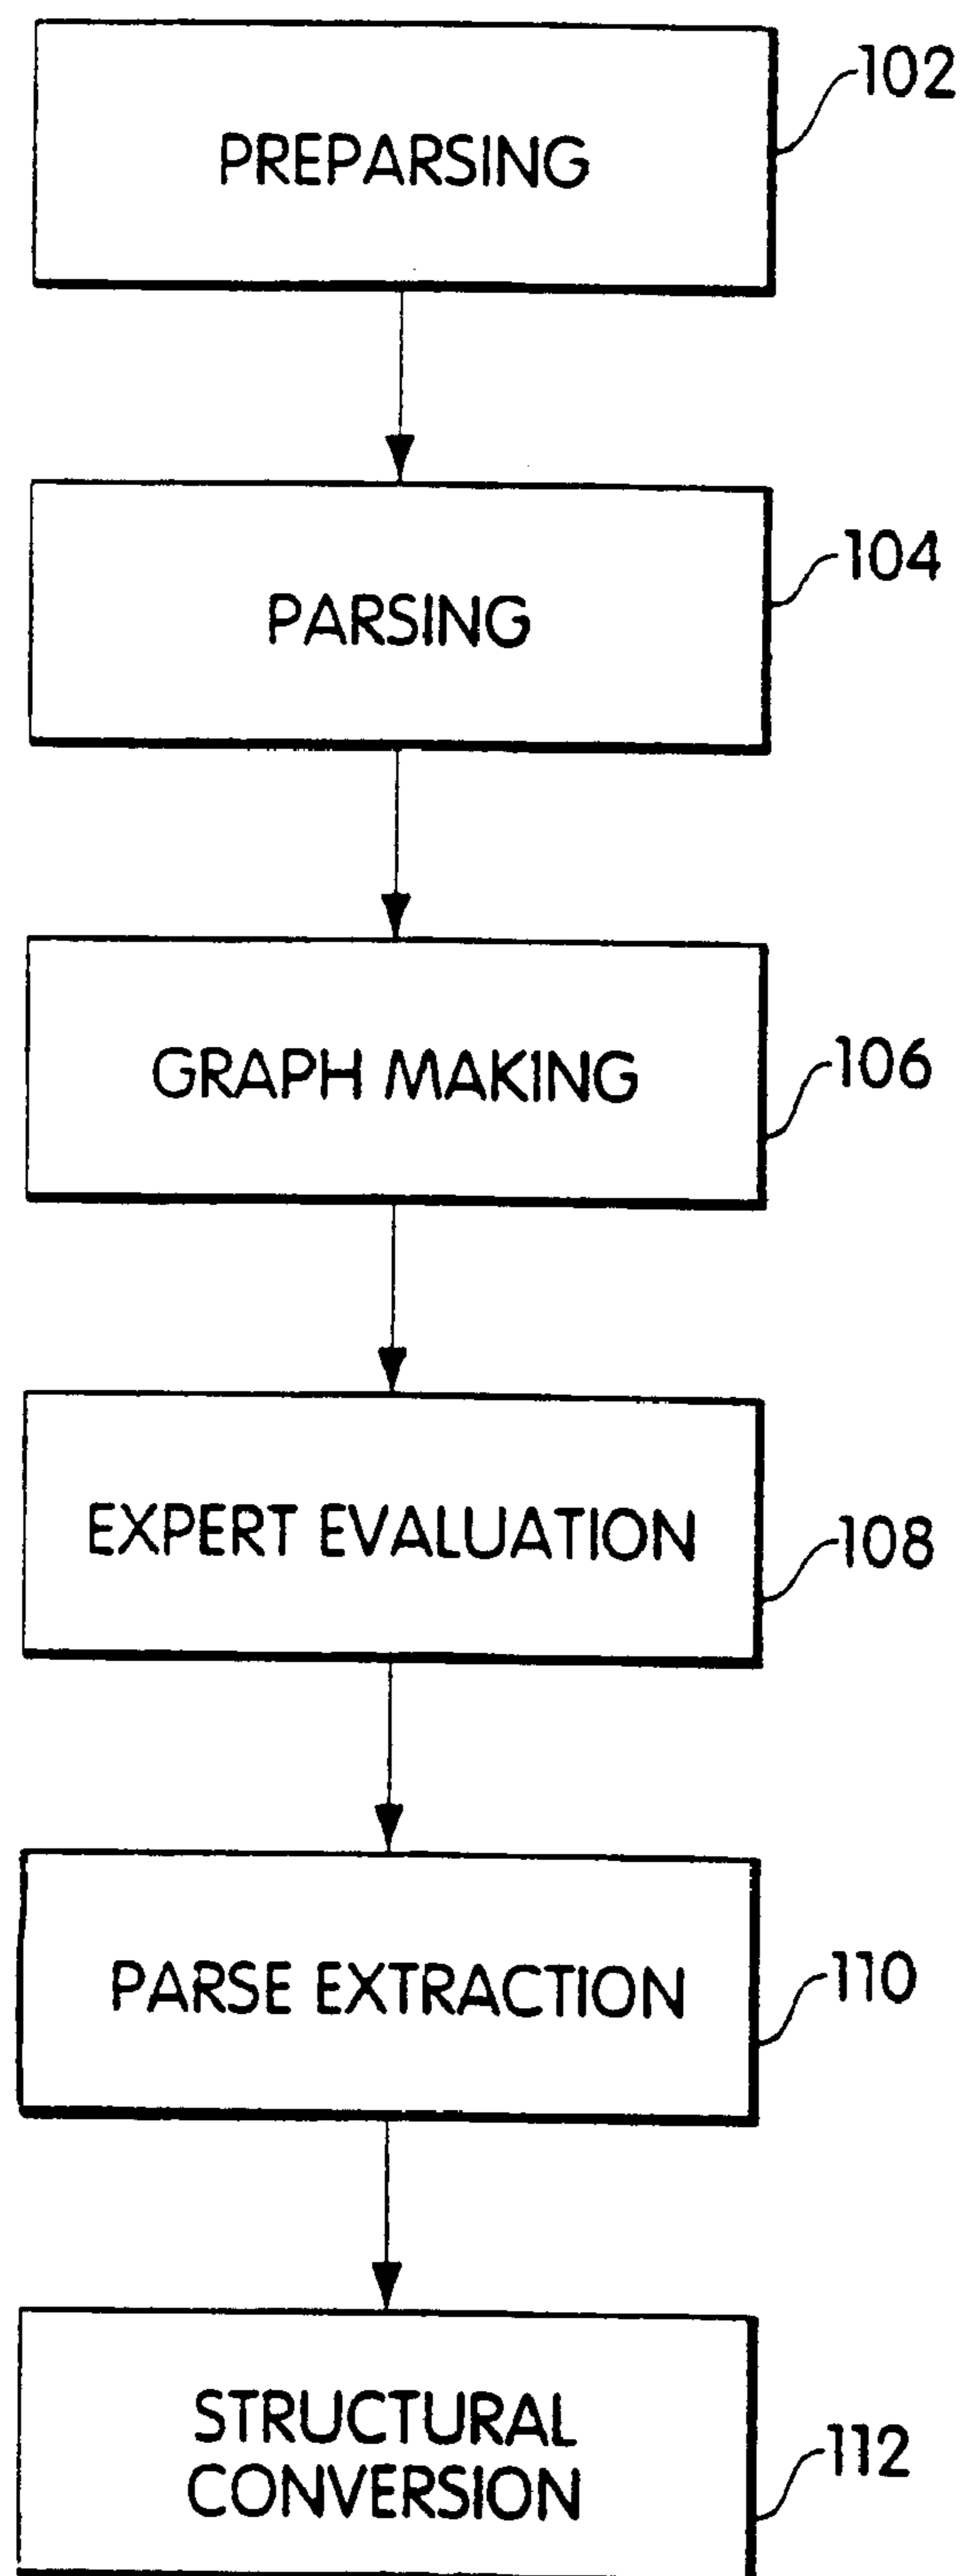 PREPARSING
102
PARSING
104
GRAPH MAKING
106
EXPERT EVALUATION
108
PARSE EXTRACTION
110
STRUCTURAL
CONVERSION
112